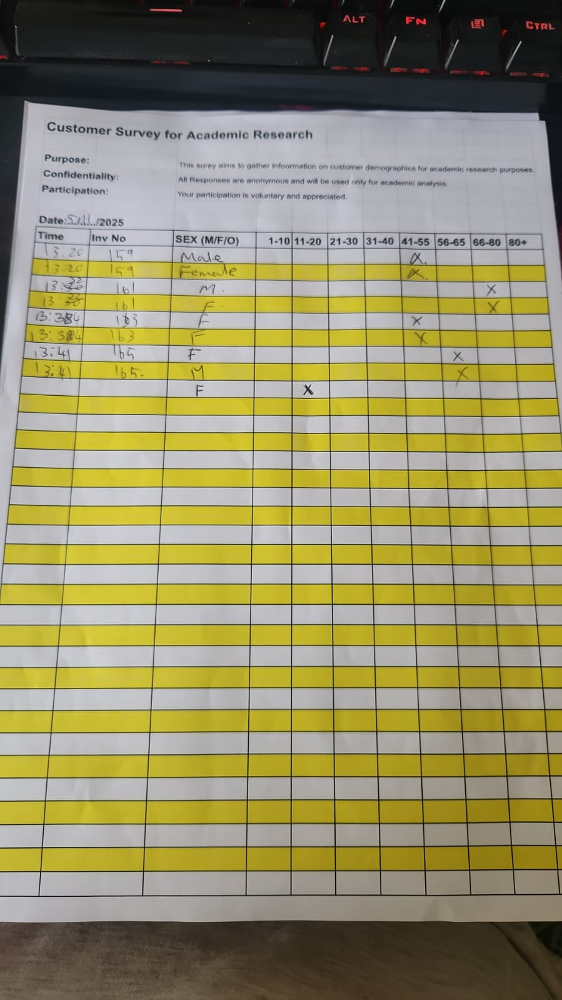 ALT FN CTRL
Customer Survey for Academic Research
Purpose: This surey aims to gather infoormation on customer demographics for academic research purposes.
Confidentiality: All Responses are anonymous and will be used only for academic analysis.
Participation: Your participation is voluntary and appreciated.
Date:5/11/2025
Time Inv No SEX (M/F/O) 1-10 11-20 21-30 31-40 41-55 56-65 66-80 80+
13.20 159 Male X
13.20 159 Female X
13: 161 M. X
13 161 F X
13:34 163 F X
13:34 163 F X
13:41 165 F X
13:41 165. M X
F X